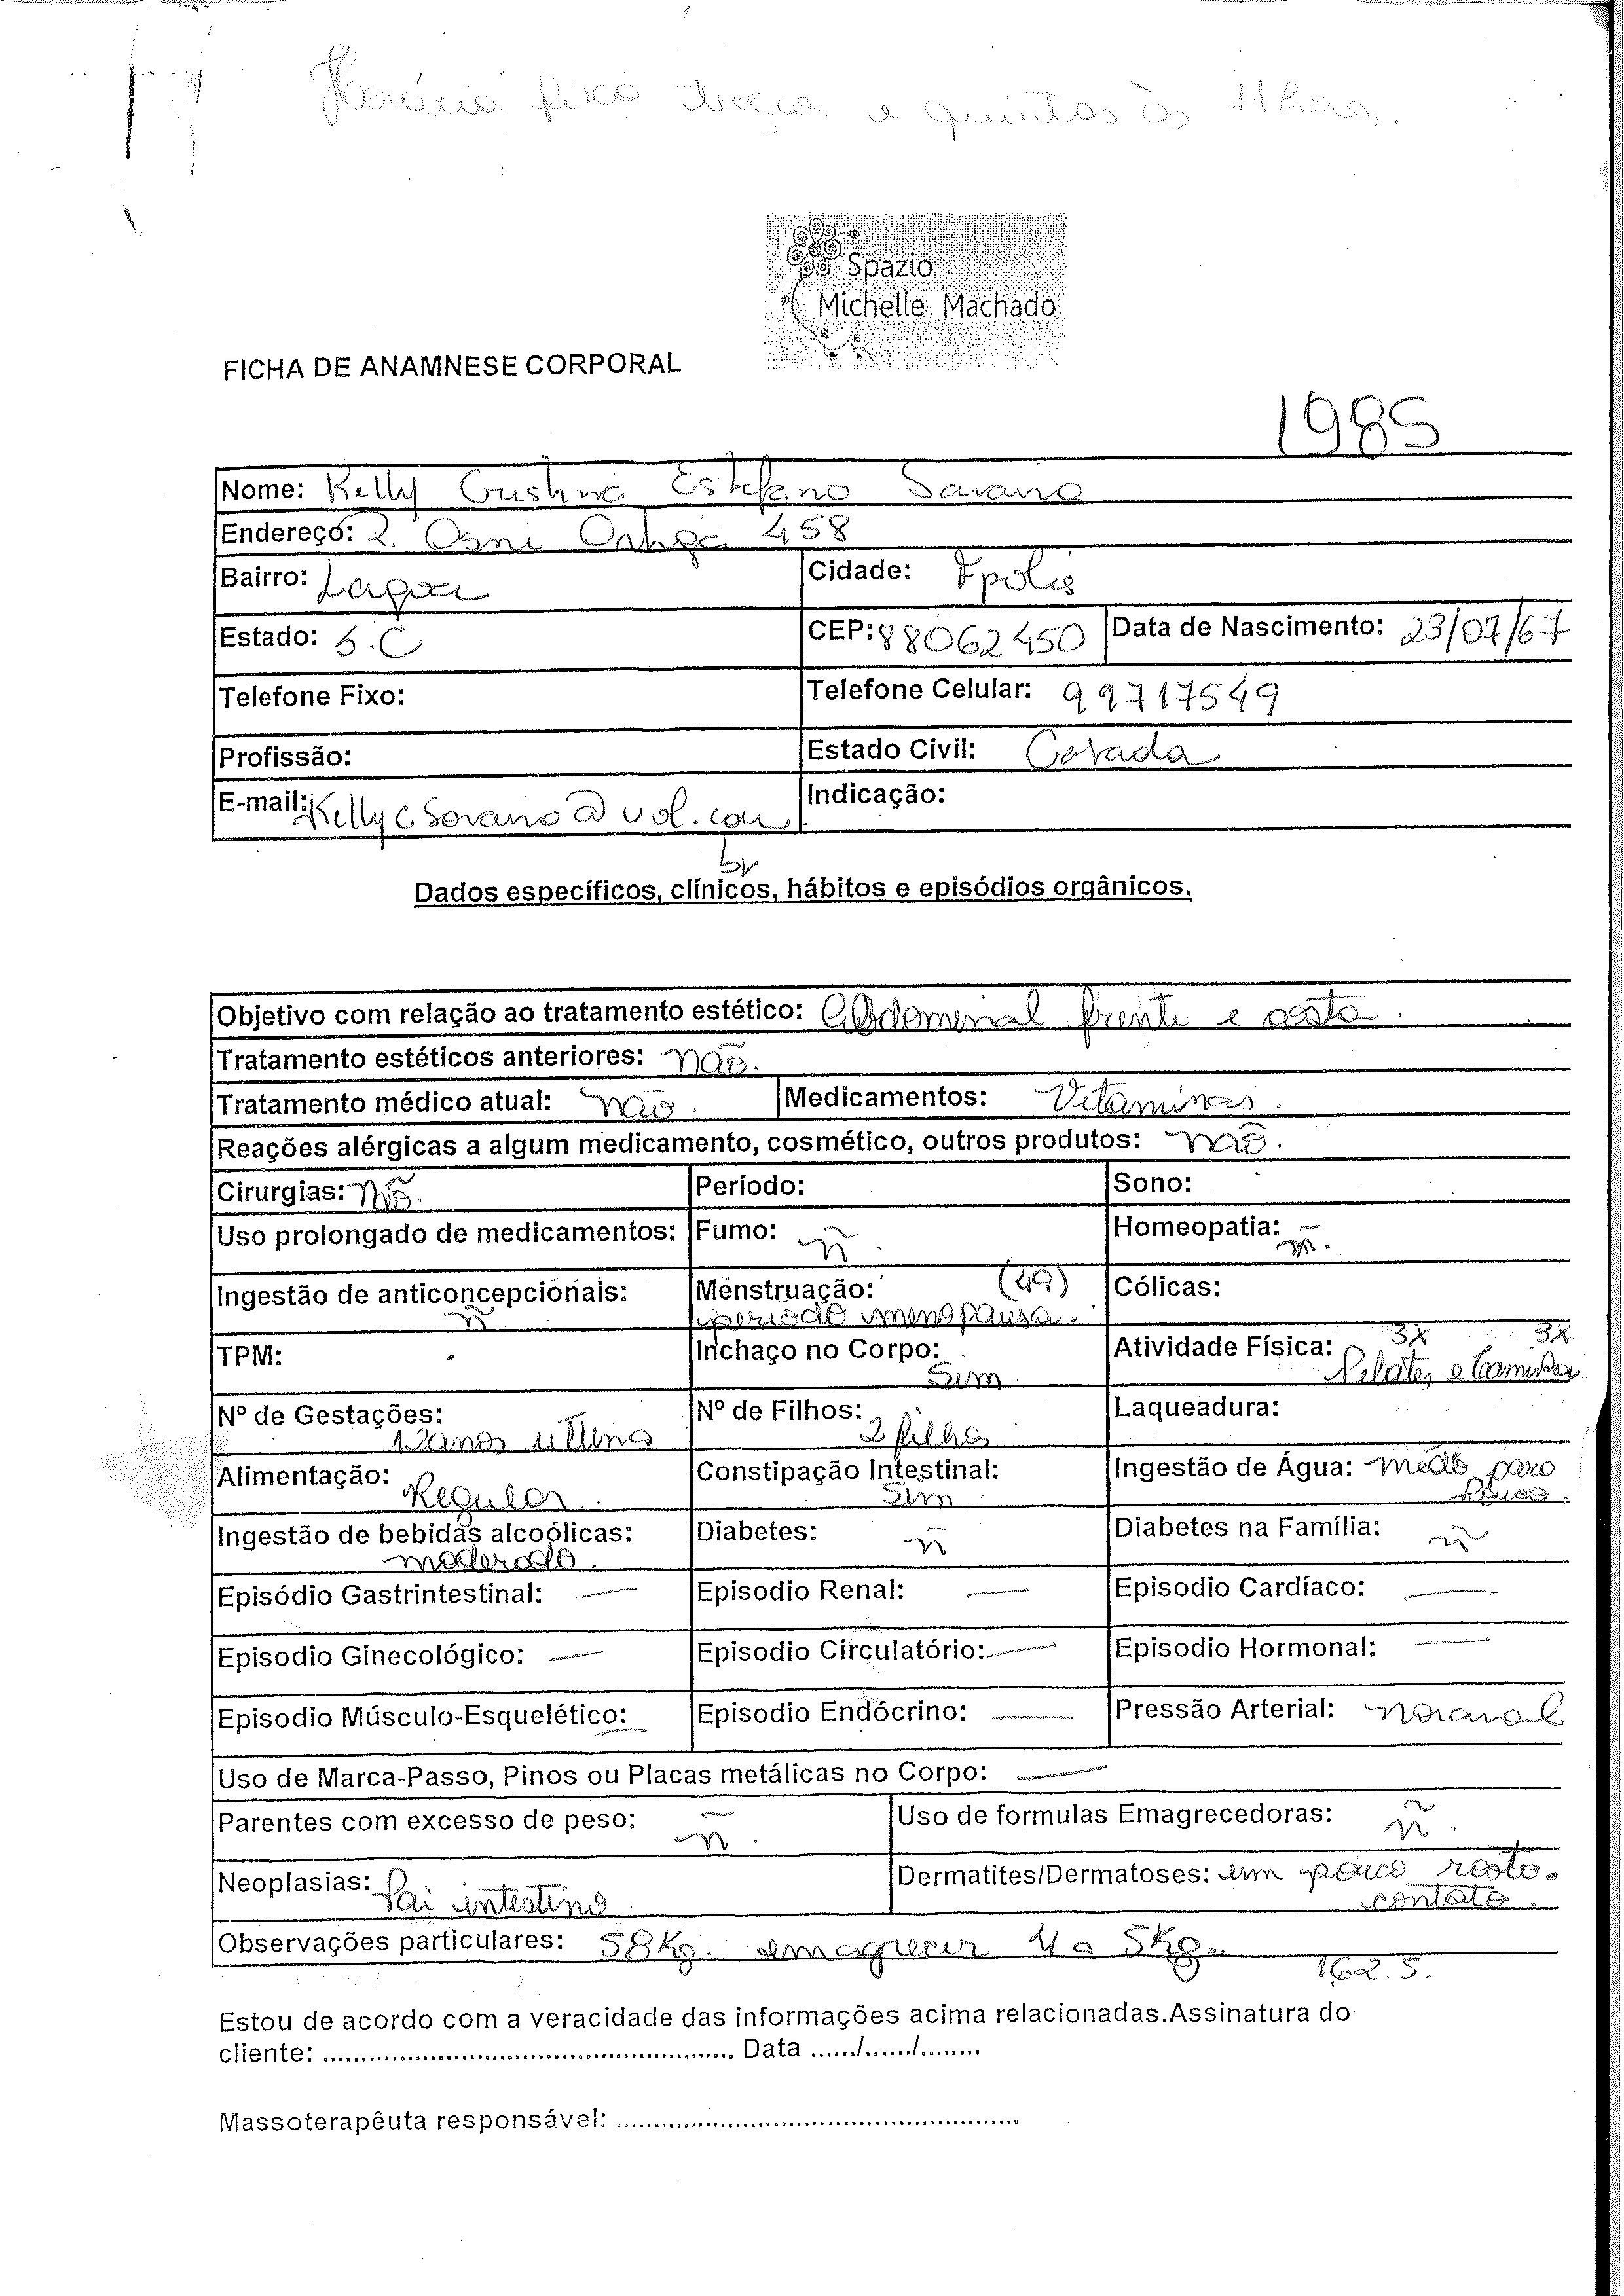 Horário fixo terça e quintas às 11 hrs.
Spazio
Michelle Machado
FICHA DE ANAMNESE CORPORAL
1985
Nome: Kelly Cristina Estefano
Endereço: R. Osni Ortiga 458
Bairro: Lagoa Cidade: Fpolis
Estado: S.C CEP: 88062450 Data de Nascimento: 23/07/67
Telefone Fixo: Telefone Celular: 99717549
Profissão: Estado Civil: Casada
E-mail: Indicação:
br
Dados específicos, clínicos, hábitos e episódios orgânicos.
Objetivo com relação ao tratamento estético: Abdominal frente e costa.
Tratamento estéticos anteriores: não.
Tratamento médico atual: não. Medicamentos: Vitaminas.
Reações alérgicas a algum medicamento, cosmético, outros produtos: não.
Cirurgias: não. Período: Sono:
Uso prolongado de medicamentos: Fumo: ñ. Homeopatia: ñ.
Ingestão de anticoncepcionais: ñ Menstruação: (49) Cólicas:
periodo menopausa.
TPM: Inchaço no Corpo: Sim Atividade Física: 3x 3x
Pilates e
Nº de Gestações: 12 anos ultima Nº de Filhos: 2 filhos Laqueadura:
Alimentação: Regular. Constipação Intestinal: Sim Ingestão de Água: médio para
pouco.
Ingestão de bebidas alcoólicas: moderado. Diabetes: ñ Diabetes na Família: ñ
Episódio Gastrintestinal: — Episodio Renal: — Episodio Cardíaco: —
Episodio Ginecológico: — Episodio Circulatório: — Episodio Hormonal: —
Episodio Músculo-Esquelético: — Episodio Endócrino: — Pressão Arterial: Normal
Uso de Marca-Passo, Pinos ou Placas metálicas no Corpo: —
Parentes com excesso de peso: ñ. Uso de formulas Emagrecedoras: ñ.
Neoplasias: Pai intestino. Dermatites/Dermatoses: um pouco rosto.
contato.
Observações particulares: 58Kg. emagrecer 4 a 5Kg.
162.5.
Estou de acordo com a veracidade das informações acima relacionadas.Assinatura do
cliente: ........................................................ Data ....../....../........
Massoterapêuta responsável: ......................................................